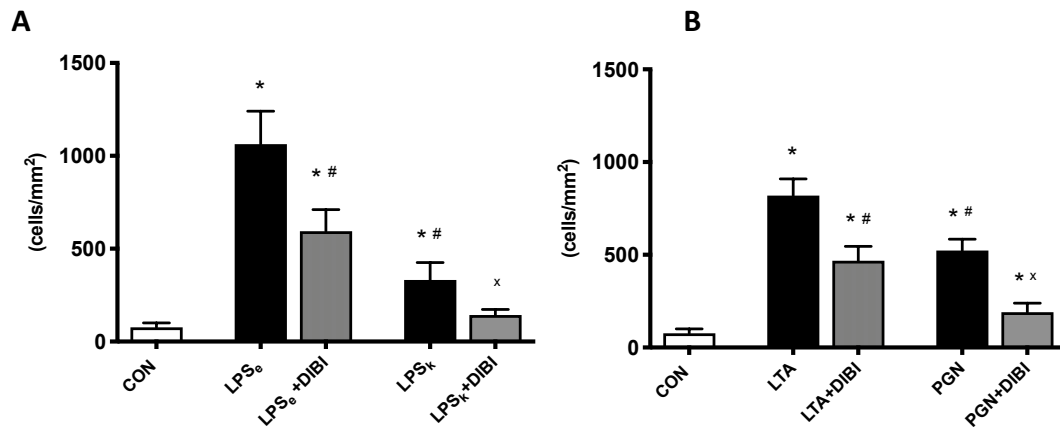 A
(cells/mm²)
1500
1000
500
0
*
* #
* #
x
CON
LPSₑ
LPSₑ +DIBI
LPSₖ
LPSₖ+DIBI
B
(cells/mm²)
1500
1000
500
0
*
* #
* #
* x
CON
LTA
LTA+DIBI
PGN
PGN+DIBI